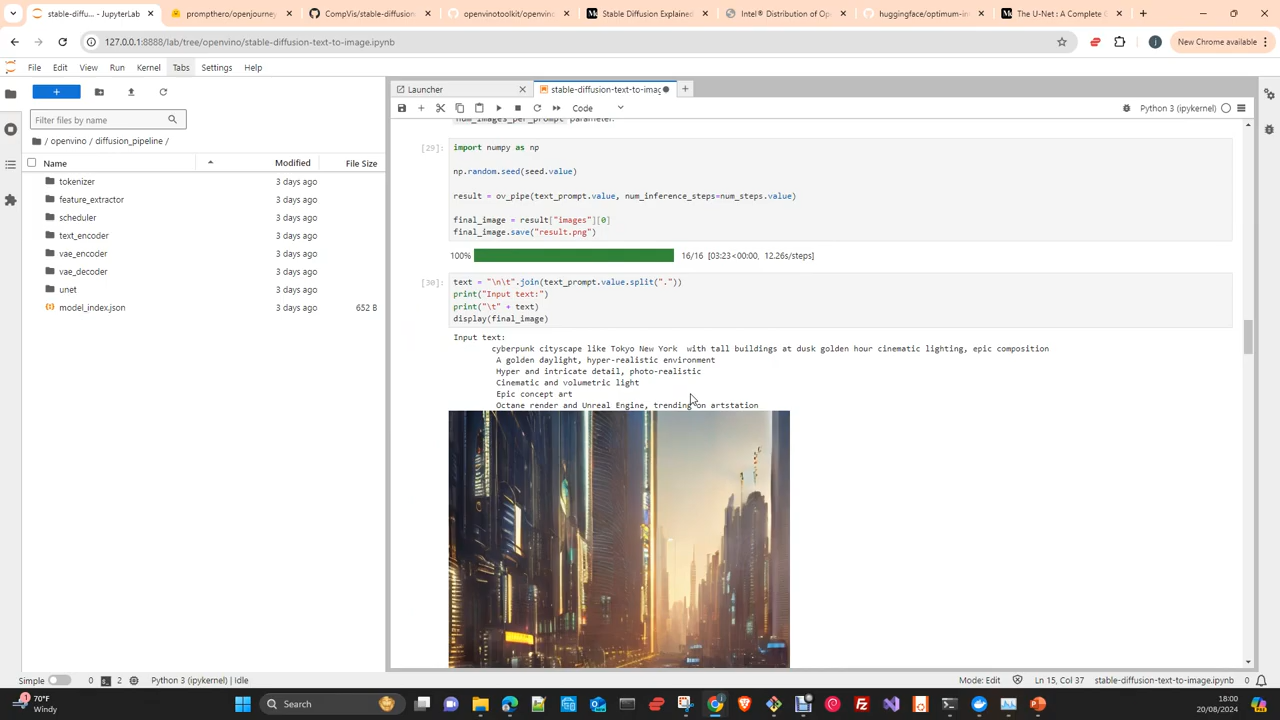 stable-diffu... - JupyterLab
prompthero/openjourney
CompVis/stable-diffusion
openvinotoolkit/openvino
Stable Diffusion Explained
Intel® Distribution of Op
huggingface/optimum-in
The U-Net : A Complete G
127.0.0.1:8888/lab/tree/openvino/stable-diffusion-text-to-image.ipynb
New Chrome available
File Edit View Run Kernel Tabs Settings Help
Launcher
stable-diffusion-text-to-imag
Filter files by name
Code
Python 3 (ipykernel)
/ openvino / diffusion_pipeline /
num_images_per_prompt parameter.
Name Modified File Size
tokenizer 3 days ago
feature_extractor 3 days ago
scheduler 3 days ago
text_encoder 3 days ago
vae_encoder 3 days ago
vae_decoder 3 days ago
unet 3 days ago
model_index.json 3 days ago 652 B
[29]:
import numpy as np
np.random.seed(seed.value)
result = ov_pipe(text_prompt.value, num_inference_steps=num_steps.value)
final_image = result["images"][0]
final_image.save("result.png")
100% 16/16 [03:23<00:00, 12.26s/steps]
[30]:
text = "\n\t".join(text_prompt.value.split("."))
print("Input text:")
print("\t" + text)
display(final_image)
Input text:
cyberpunk cityscape like Tokyo New York  with tall buildings at dusk golden hour cinematic lighting, epic composition
A golden daylight, hyper-realistic environment
Hyper and intricate detail, photo-realistic
Cinematic and volumetric light
Epic concept art
Octane render and Unreal Engine, trending on artstation
Simple 0 2 Python 3 (ipykernel) | Idle
Mode: Edit Ln 15, Col 37 stable-diffusion-text-to-image.ipynb 0
70°F
Windy
Search
18:00
20/08/2024